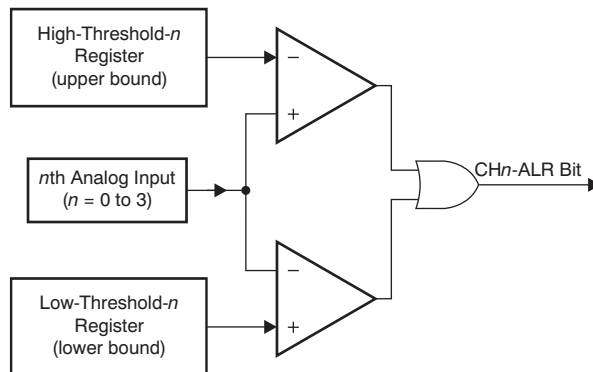 High-Threshold-n
Register
(upper bound)
−
+
nth Analog Input
(n = 0 to 3)
CHn-ALR Bit
−
+
Low-Threshold-n
Register
(lower bound)